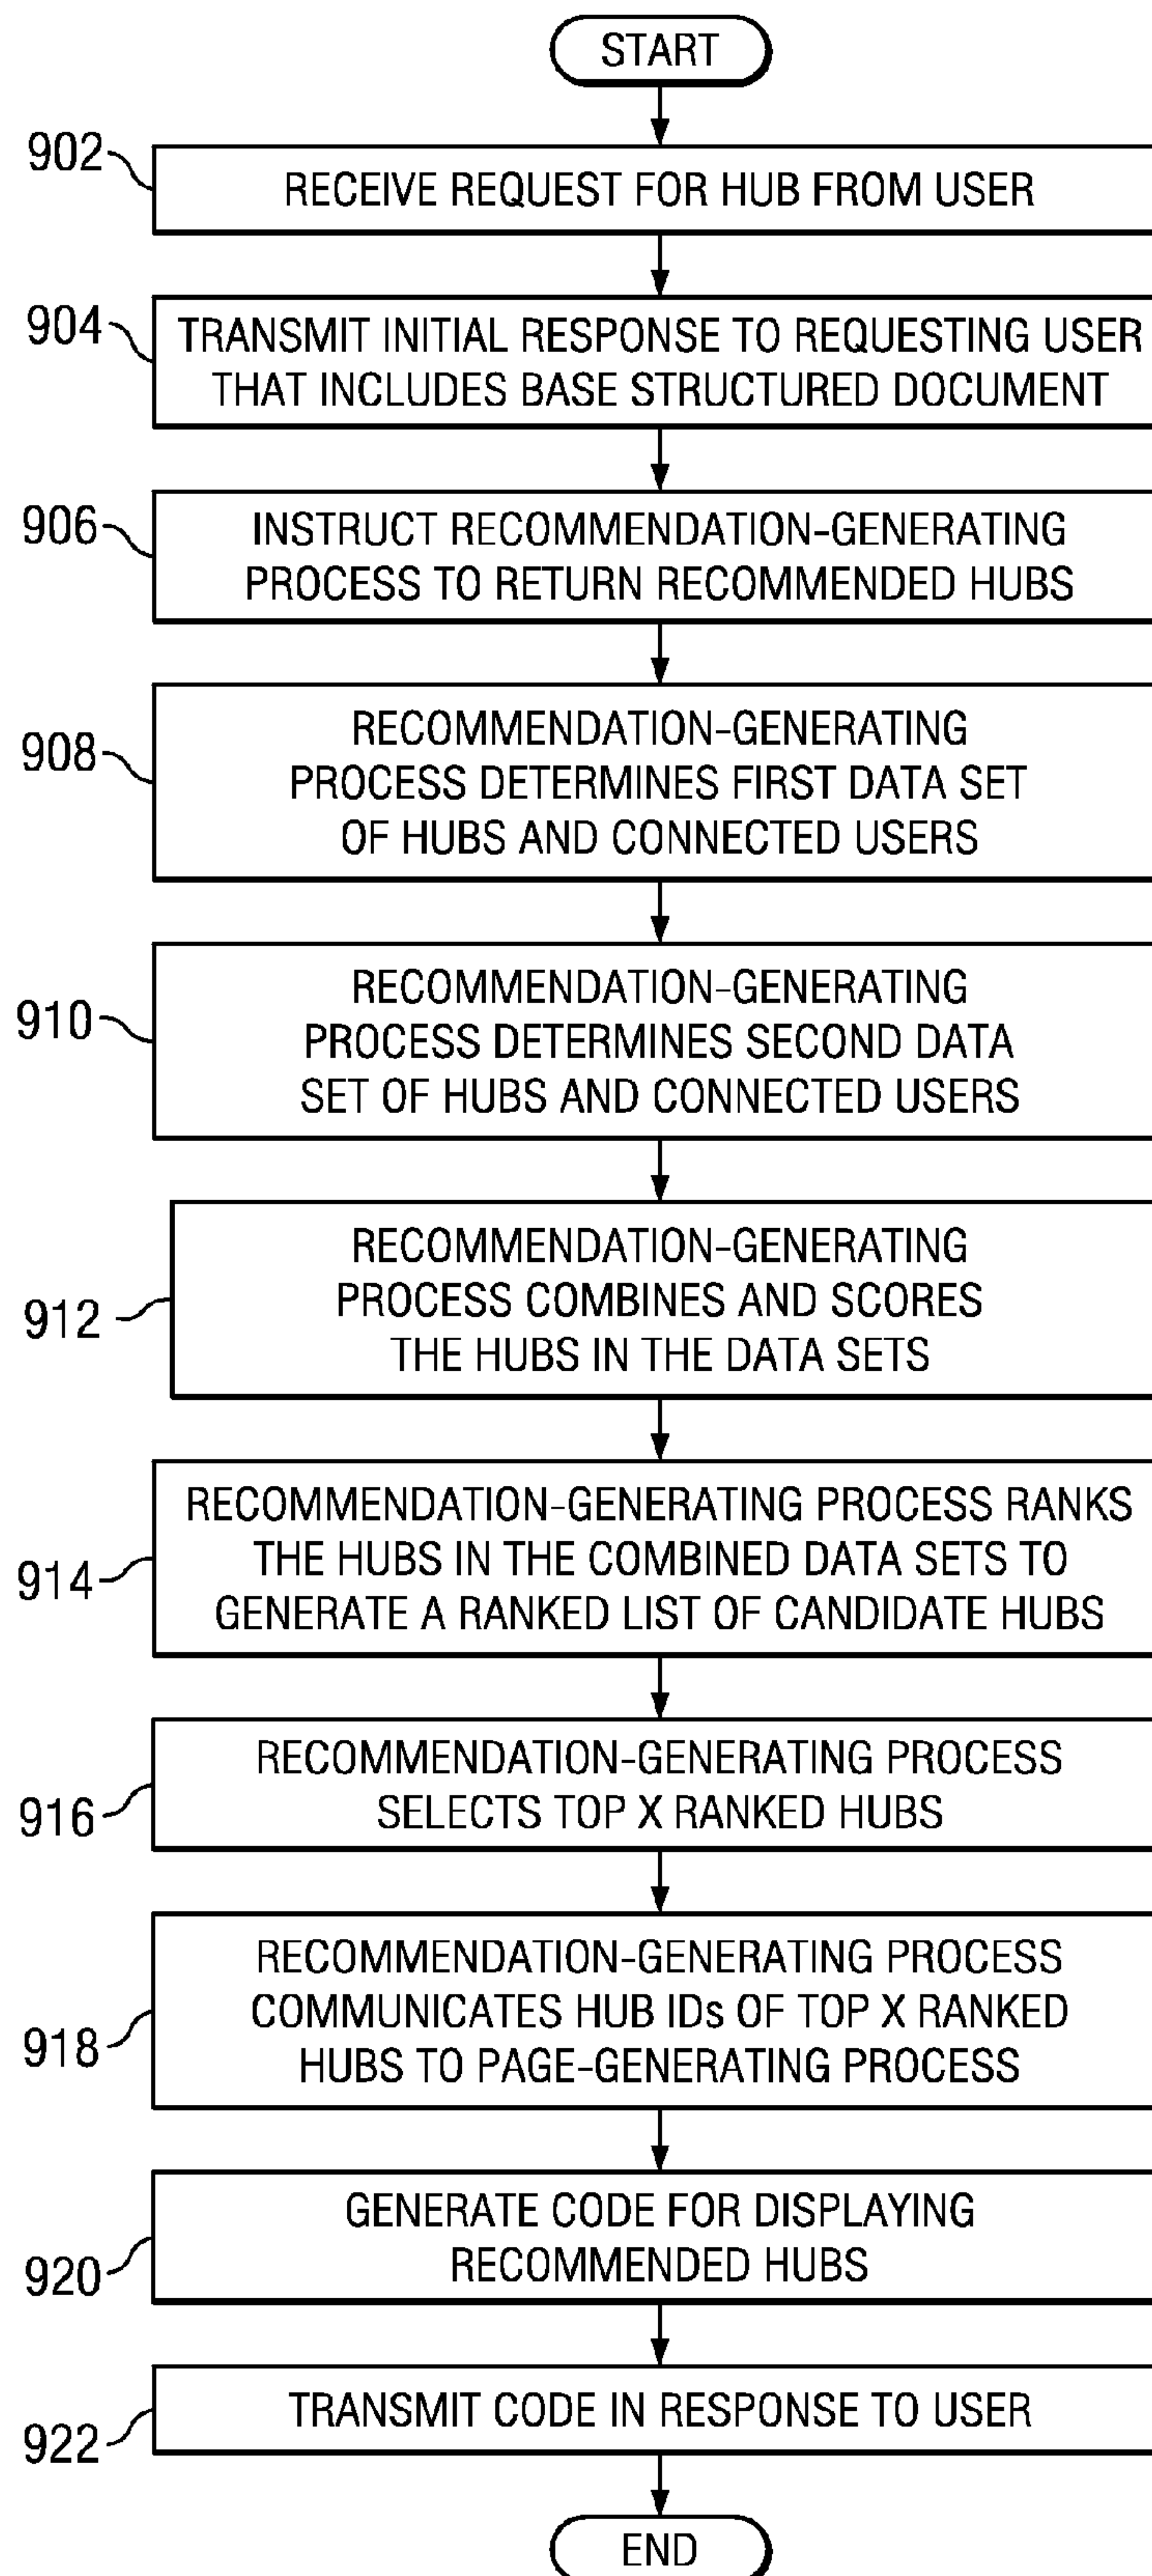 START
902
RECEIVE REQUEST FOR HUB FROM USER
904
TRANSMIT INITIAL RESPONSE TO REQUESTING USER
THAT INCLUDES BASE STRUCTURED DOCUMENT
906
INSTRUCT RECOMMENDATION-GENERATING
PROCESS TO RETURN RECOMMENDED HUBS
908
RECOMMENDATION-GENERATING
PROCESS DETERMINES FIRST DATA SET
OF HUBS AND CONNECTED USERS
910
RECOMMENDATION-GENERATING
PROCESS DETERMINES SECOND DATA
SET OF HUBS AND CONNECTED USERS
912
RECOMMENDATION-GENERATING
PROCESS COMBINES AND SCORES
THE HUBS IN THE DATA SETS
914
RECOMMENDATION-GENERATING PROCESS RANKS
THE HUBS IN THE COMBINED DATA SETS TO
GENERATE A RANKED LIST OF CANDIDATE HUBS
916
RECOMMENDATION-GENERATING PROCESS
SELECTS TOP X RANKED HUBS
918
RECOMMENDATION-GENERATING PROCESS
COMMUNICATES HUB IDs OF TOP X RANKED
HUBS TO PAGE-GENERATING PROCESS
920
GENERATE CODE FOR DISPLAYING
RECOMMENDED HUBS
922
TRANSMIT CODE IN RESPONSE TO USER
END